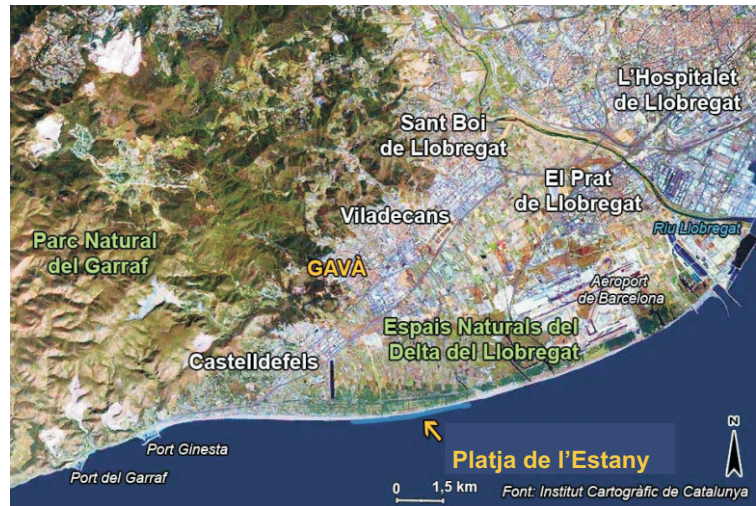 L'Hospitalet
de Llobregat
Sant Boi
de Llobregat
El Prat
de Llobregat
Viladecans
Riu Llobregat
Parc Natural
del Garraf
GAVÀ
Aeroport
de Barcelona
Espais Naturals del
Delta del Llobregat
Castelldefels
Port Ginesta
Platja de l'Estany
N
Port del Garraf
0 1,5 km
Font: Institut Cartogràfic de Catalunya